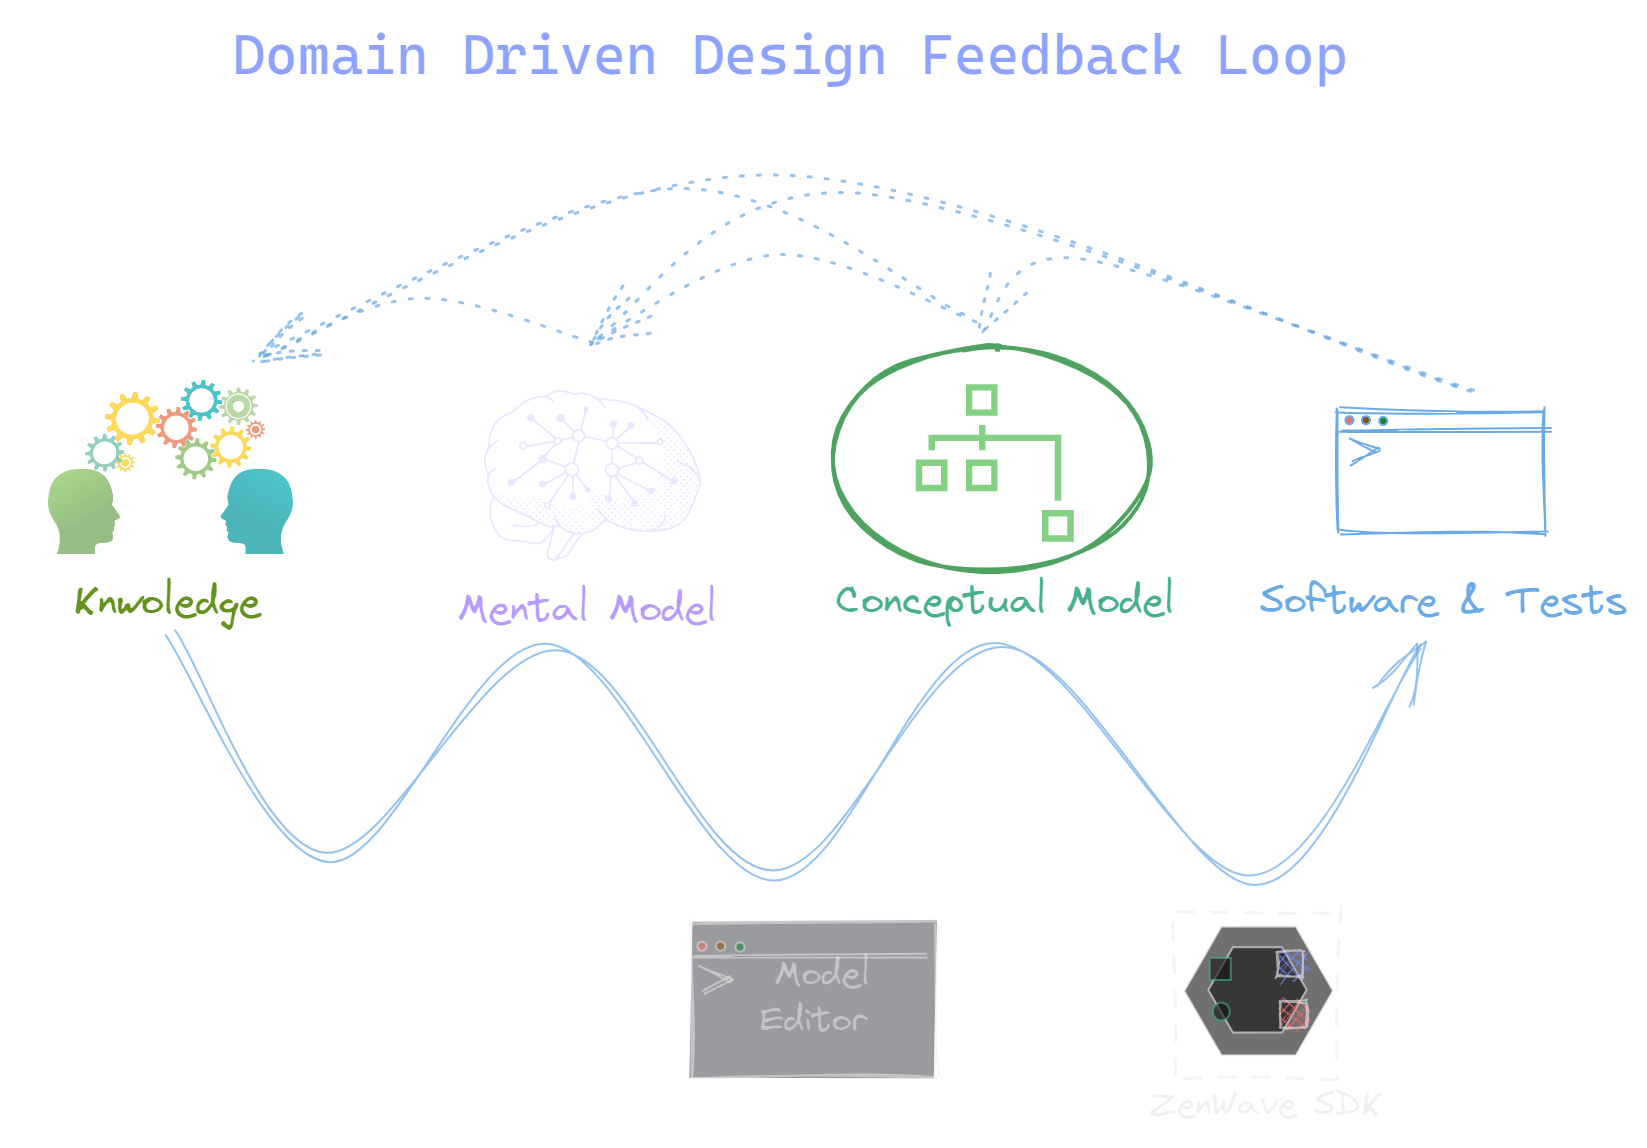 Domain Driven Design Feedback Loop
Knwoledge
Mental Model
Conceptual Model
Software & Tests
Model
Editor
ZenWave SDK